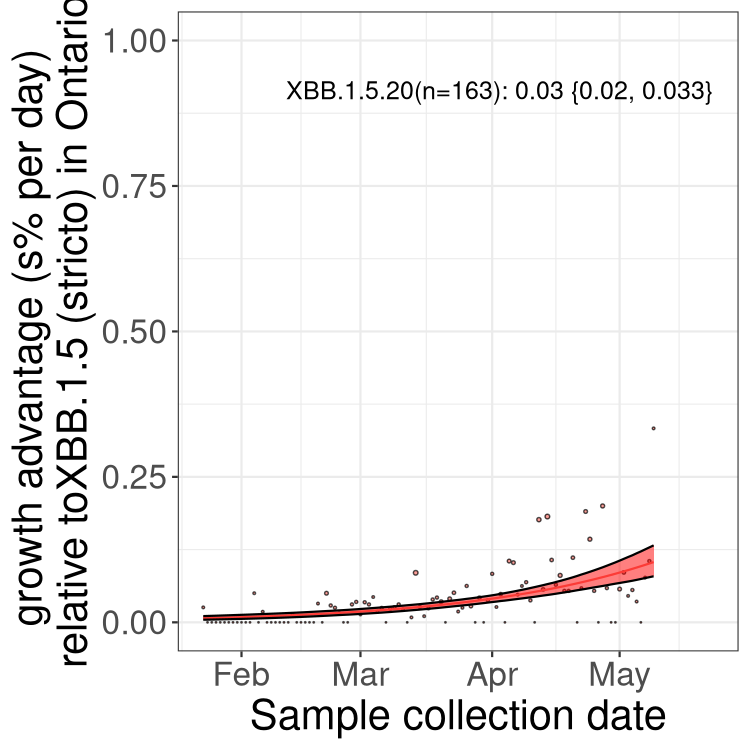 growth advantage (s% per day)
relative toXBB.1.5 (stricto) in Ontario
1.00
0.75
0.50
0.25
0.00
XBB.1.5.20(n=163): 0.03 {0.02, 0.033}
Feb Mar Apr May
Sample collection date